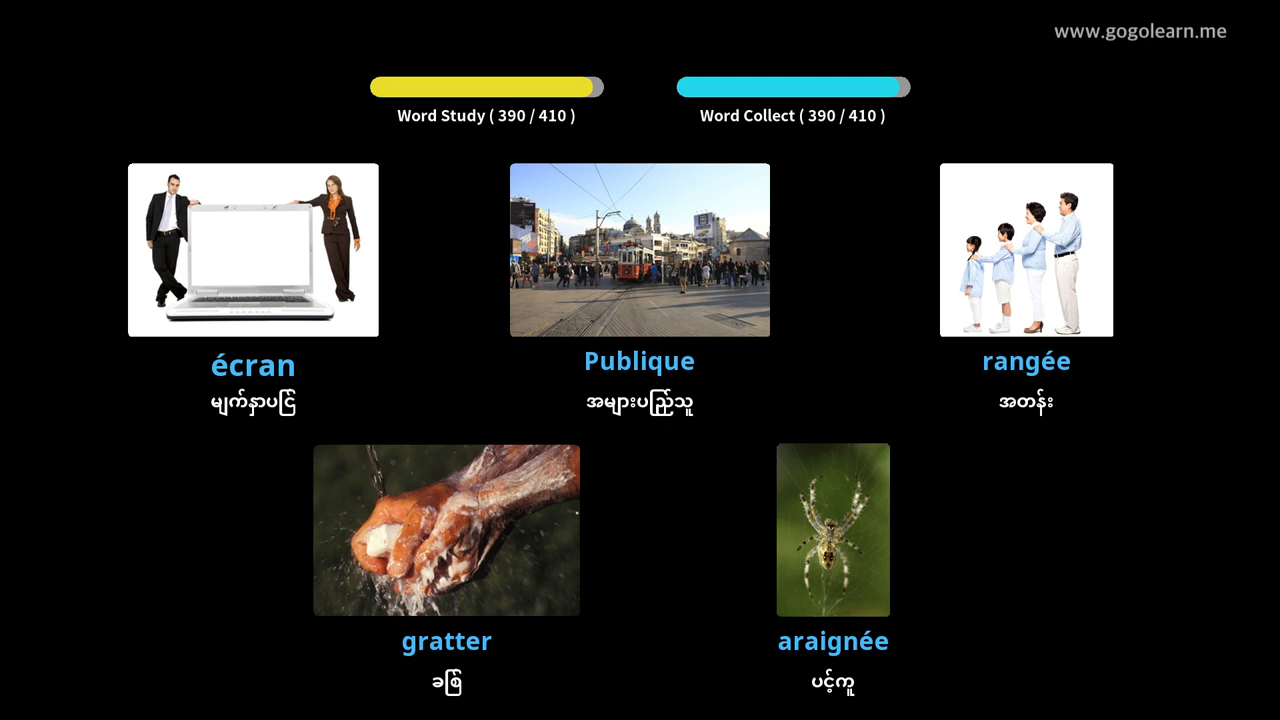 www.gogolearn.me
Word Study ( 390 / 410 ) Word Collect ( 390 / 410 )
écran Publique rangée
မျက်နှာပြင် အများပြည်သူ အတန်း
gratter araignée
ခြစ် ပင့်ကူ